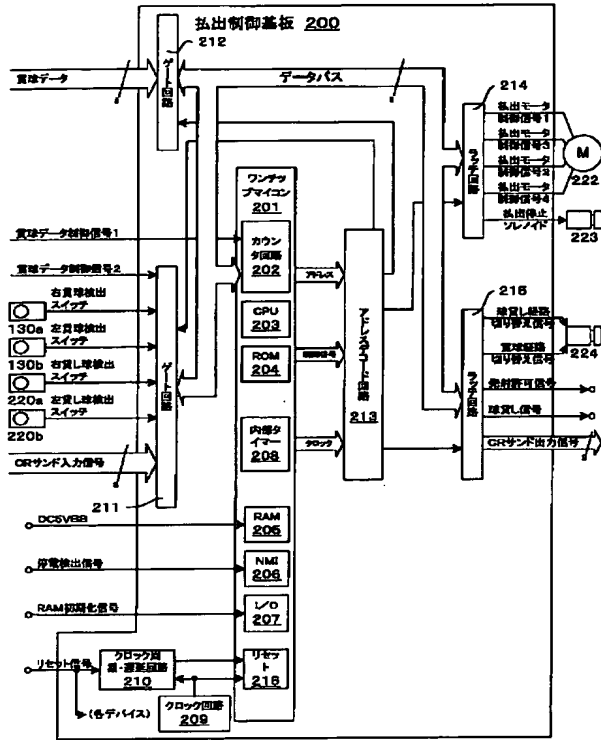 払出制御基板 200
212
ゲート回路
賞球データ
データバス
214
ラッチ回路
払出モータ
制御信号1
払出モータ
制御信号3
払出モータ
制御信号2
払出モータ
制御信号4
M
222
払出停止
ソレノイド
223
ワンチッ
プマイコン
201
賞球データ制御信号1
カウン
タ回路
202
アドレス
賞球データ制御信号2
右賞球検出
スイッチ
130a
左賞球検出
スイッチ
130b
右貸し球検出
スイッチ
220a
左貸し球検出
スイッチ
220b
ゲート回路
CPU
203
ROM
204
アドレスデコード回路
213
216
ラッチ回路
球貸し経路
切り替え信号
賞球経路
切り替え信号
224
発射許可信号
球貸し信号
CRサンド出力信号
内部タイマー
208
クロック
CRサンド入力信号
211
DC5VBB
RAM
205
停電検出信号
NMI
206
RAM初期化信号
I/O
207
リセット信号
210
リセット
216
クロック回路
209
(各デバイス)